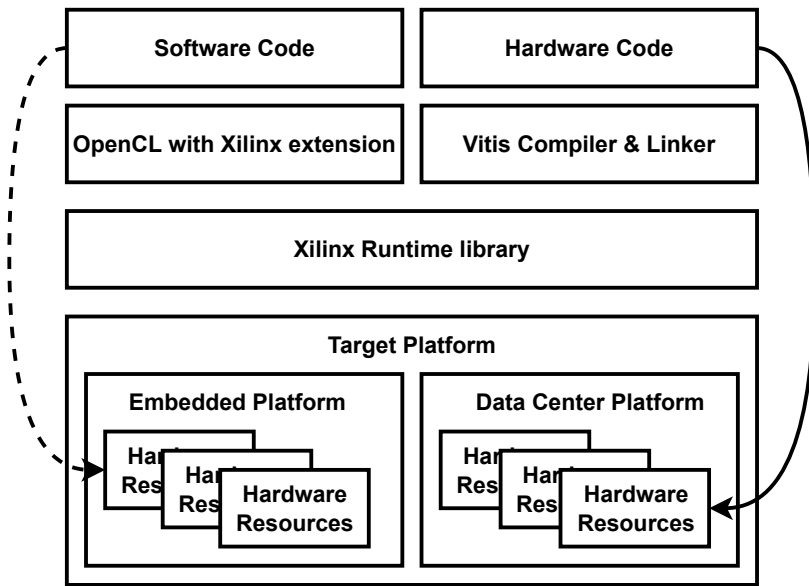 Software Code
Hardware Code
OpenCL with Xilinx extension
Vitis Compiler & Linker
Xilinx Runtime library
Target Platform
Embedded Platform
Data Center Platform
Hardware
Resources
Hardware
Resources